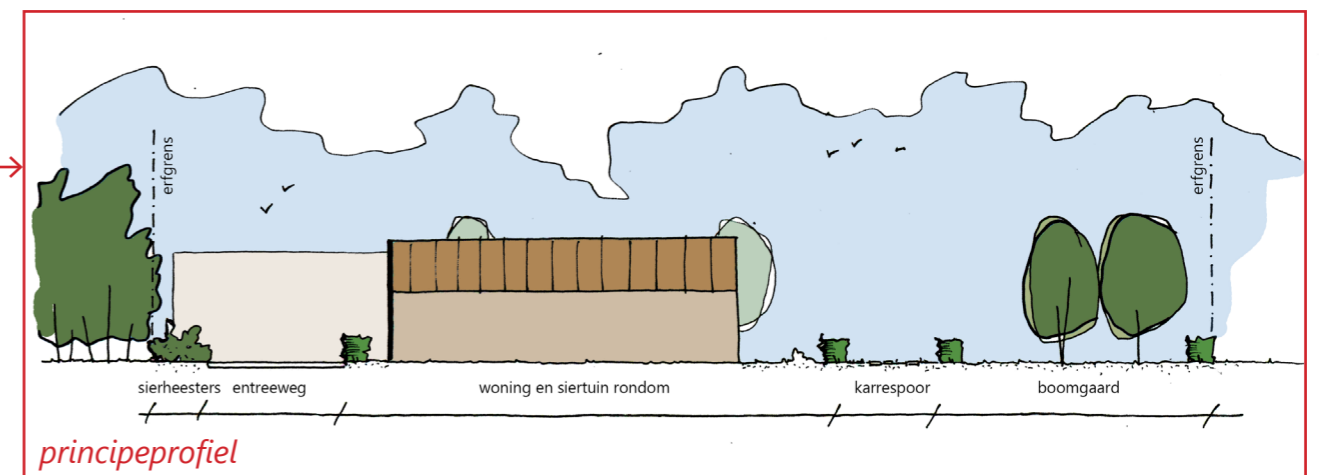 erfgrens
erfgrens
sierheesters entreeweg woning en siertuin rondom karrespoor boomgaard
principeprofiel